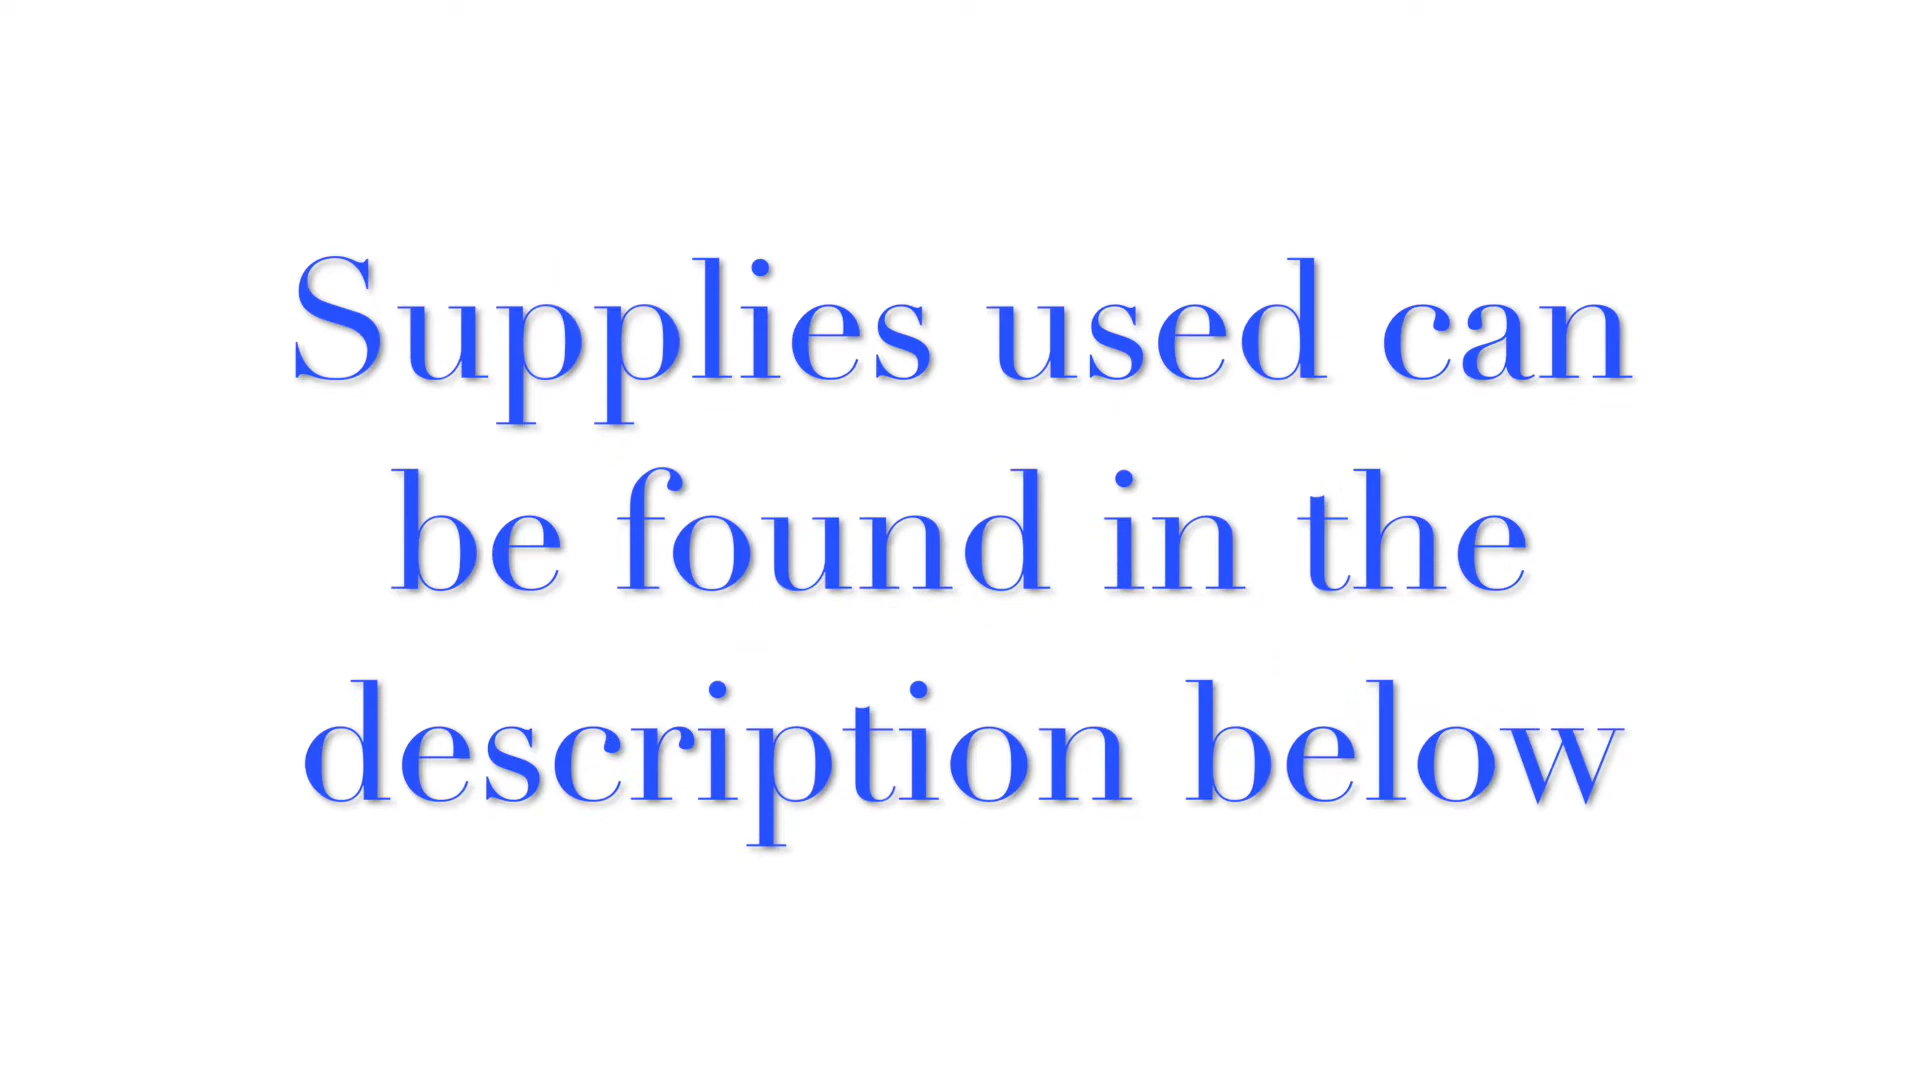 Supplies used can
be found in the
description below